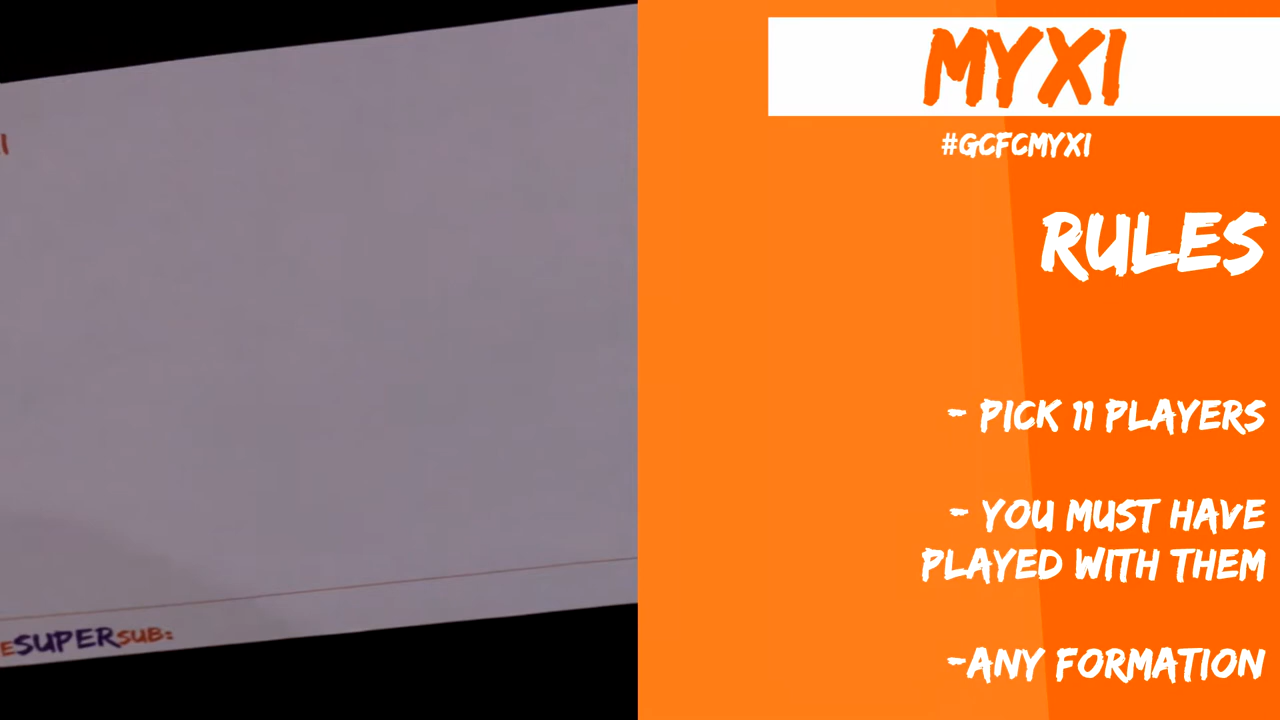 MYXI
#GCFCMYXI
RULES
- PICK 11 PLAYERS
- YOU MUST HAVE
PLAYED WITH THEM
-ANY FORMATION
SUPERSUB: